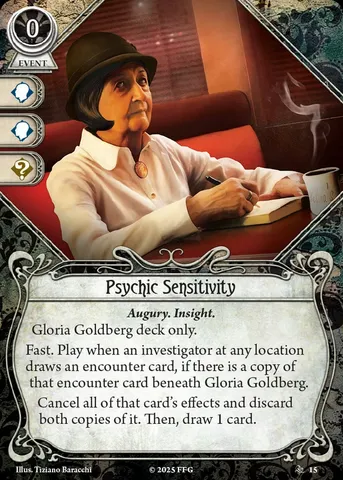 0
EVENT
?
Psychic Sensitivity
Augury. Insight.
Gloria Goldberg deck only.
Fast. Play when an investigator at any location
draws an encounter card, if there is a copy of
that encounter card beneath Gloria Goldberg.
Cancel all of that card's effects and discard
both copies of it. Then, draw 1 card.
Illus. Tiziano Baracchi © 2025 FFG 15